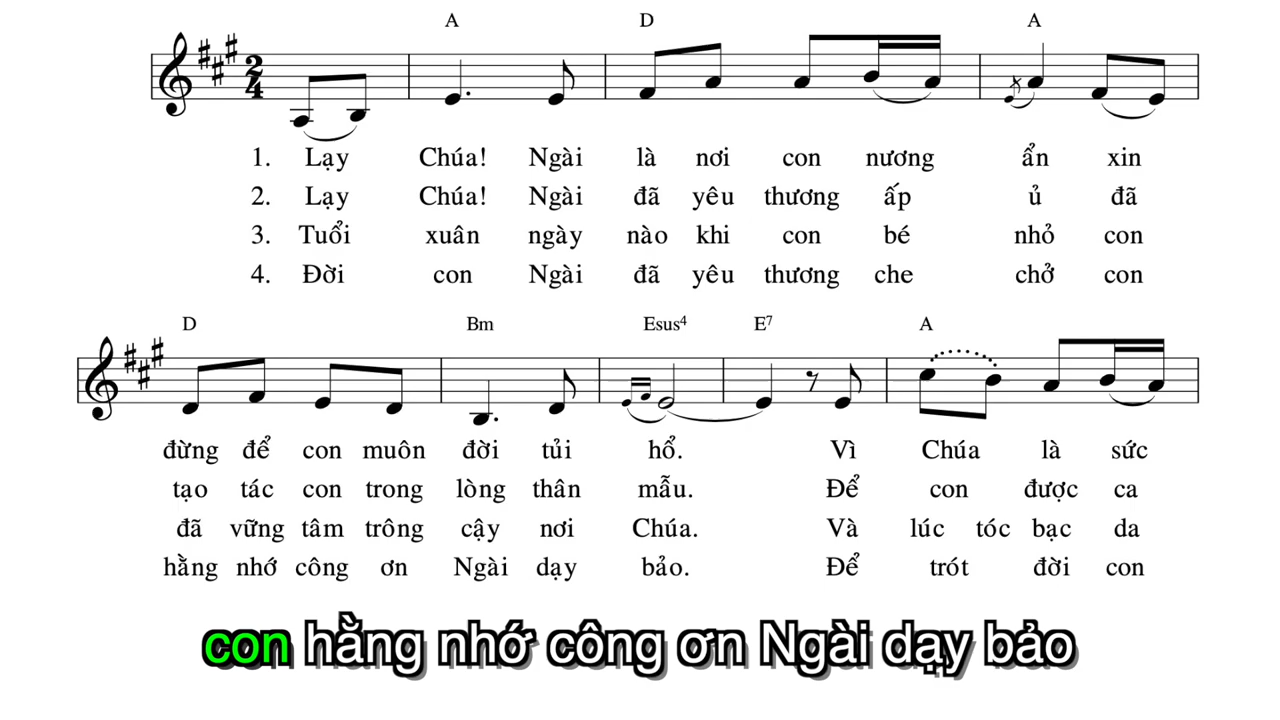 A D A
2
4
1. Lạy Chúa! Ngài là nơi con nương ẩn xin
2. Lạy Chúa! Ngài đã yêu thương ấp ủ đã
3. Tuổi xuân ngày nào khi con bé nhỏ con
4. Đời con Ngài đã yêu thương che chở con
D Bm Esus4 E7 A
đừng để con muôn đời tủi hổ. Vì Chúa là sức
tạo tác con trong lòng thân mẫu. Để con được ca
đã vững tâm trông cậy nơi Chúa. Và lúc tóc bạc da
hằng nhớ công ơn Ngài dạy bảo. Để trót đời con
con hằng nhớ công ơn Ngài dạy bảo